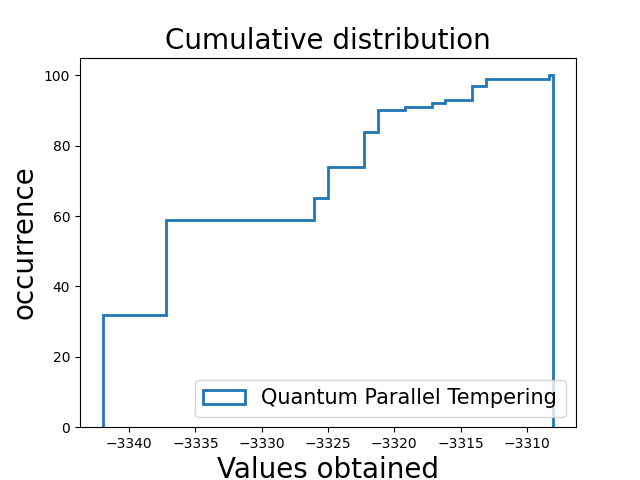 Cumulative distribution
occurrence
100
80
60
40
20
0
Quantum Parallel Tempering
−3340 −3335 −3330 −3325 −3320 −3315 −3310
Values obtained